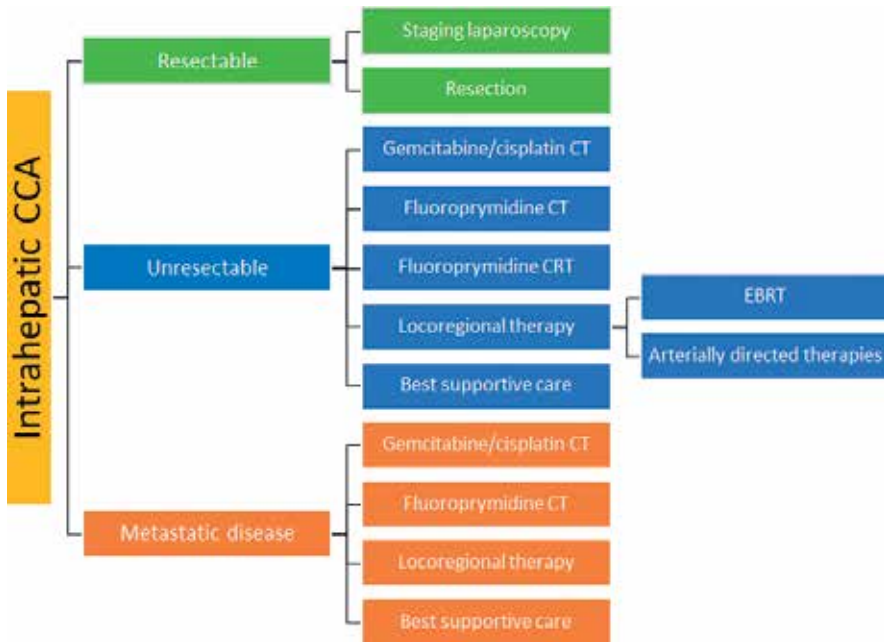 Intrahepatic CCA
Resectable
Staging laparoscopy
Resection
Unresectable
Gemcitabine/cisplatin CT
Fluoroprymidine CT
Fluoroprymidine CRT
Locoregional therapy
EBRT
Arterially directed therapies
Best supportive care
Metastatic disease
Gemcitabine/cisplatin CT
Fluoroprymidine CT
Locoregional therapy
Best supportive care